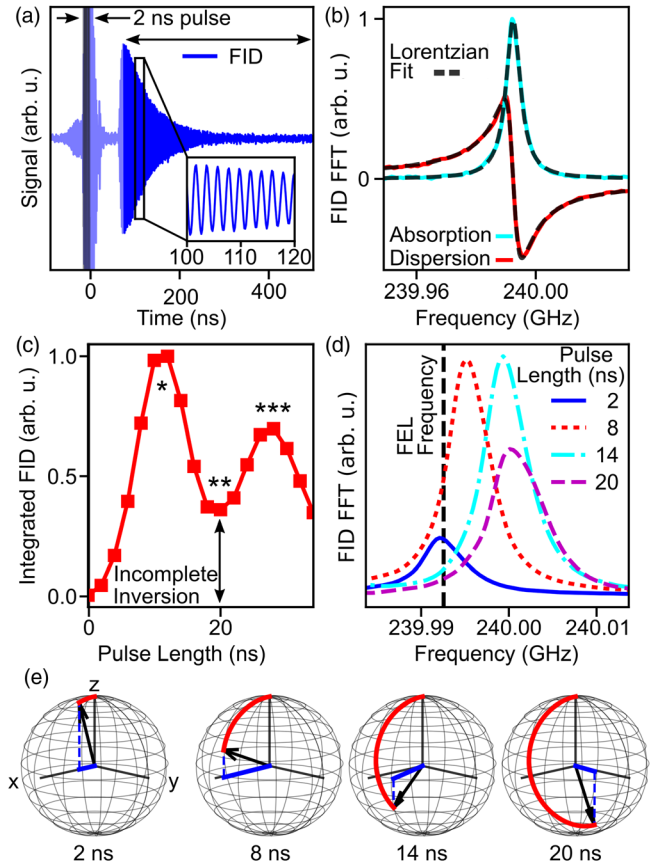 (a)
2 ns pulse
FID
Signal (arb. u.)
100 110 120
0 200 400
Time (ns)
(b)
1
0
Lorentzian
Fit
FID FFT (arb. u.)
Absorption
Dispersion
239.96 240.00
Frequency (GHz)
(c)
1.0
0.5
0.0
Integrated FID (arb. u.)
*
**
***
Incomplete
Inversion
0 20
Pulse Length (ns)
(d)
Pulse
Length (ns)
2
8
14
20
FEL
Frequency
FID FFT (arb. u.)
239.99 240.00 240.01
Frequency (GHz)
(e)
z
x y
2 ns 8 ns 14 ns 20 ns